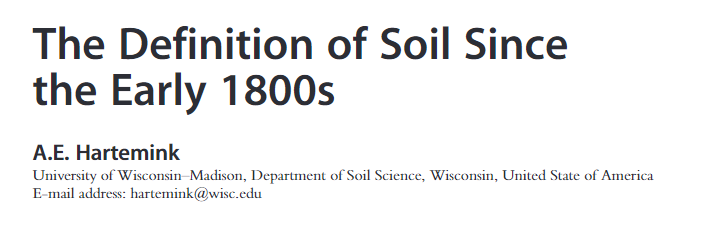 The Definition of Soil Since
the Early 1800s
A.E. Hartemink
University of Wisconsin–Madison, Department of Soil Science, Wisconsin, United State of America
E-mail address: hartemink@wisc.edu